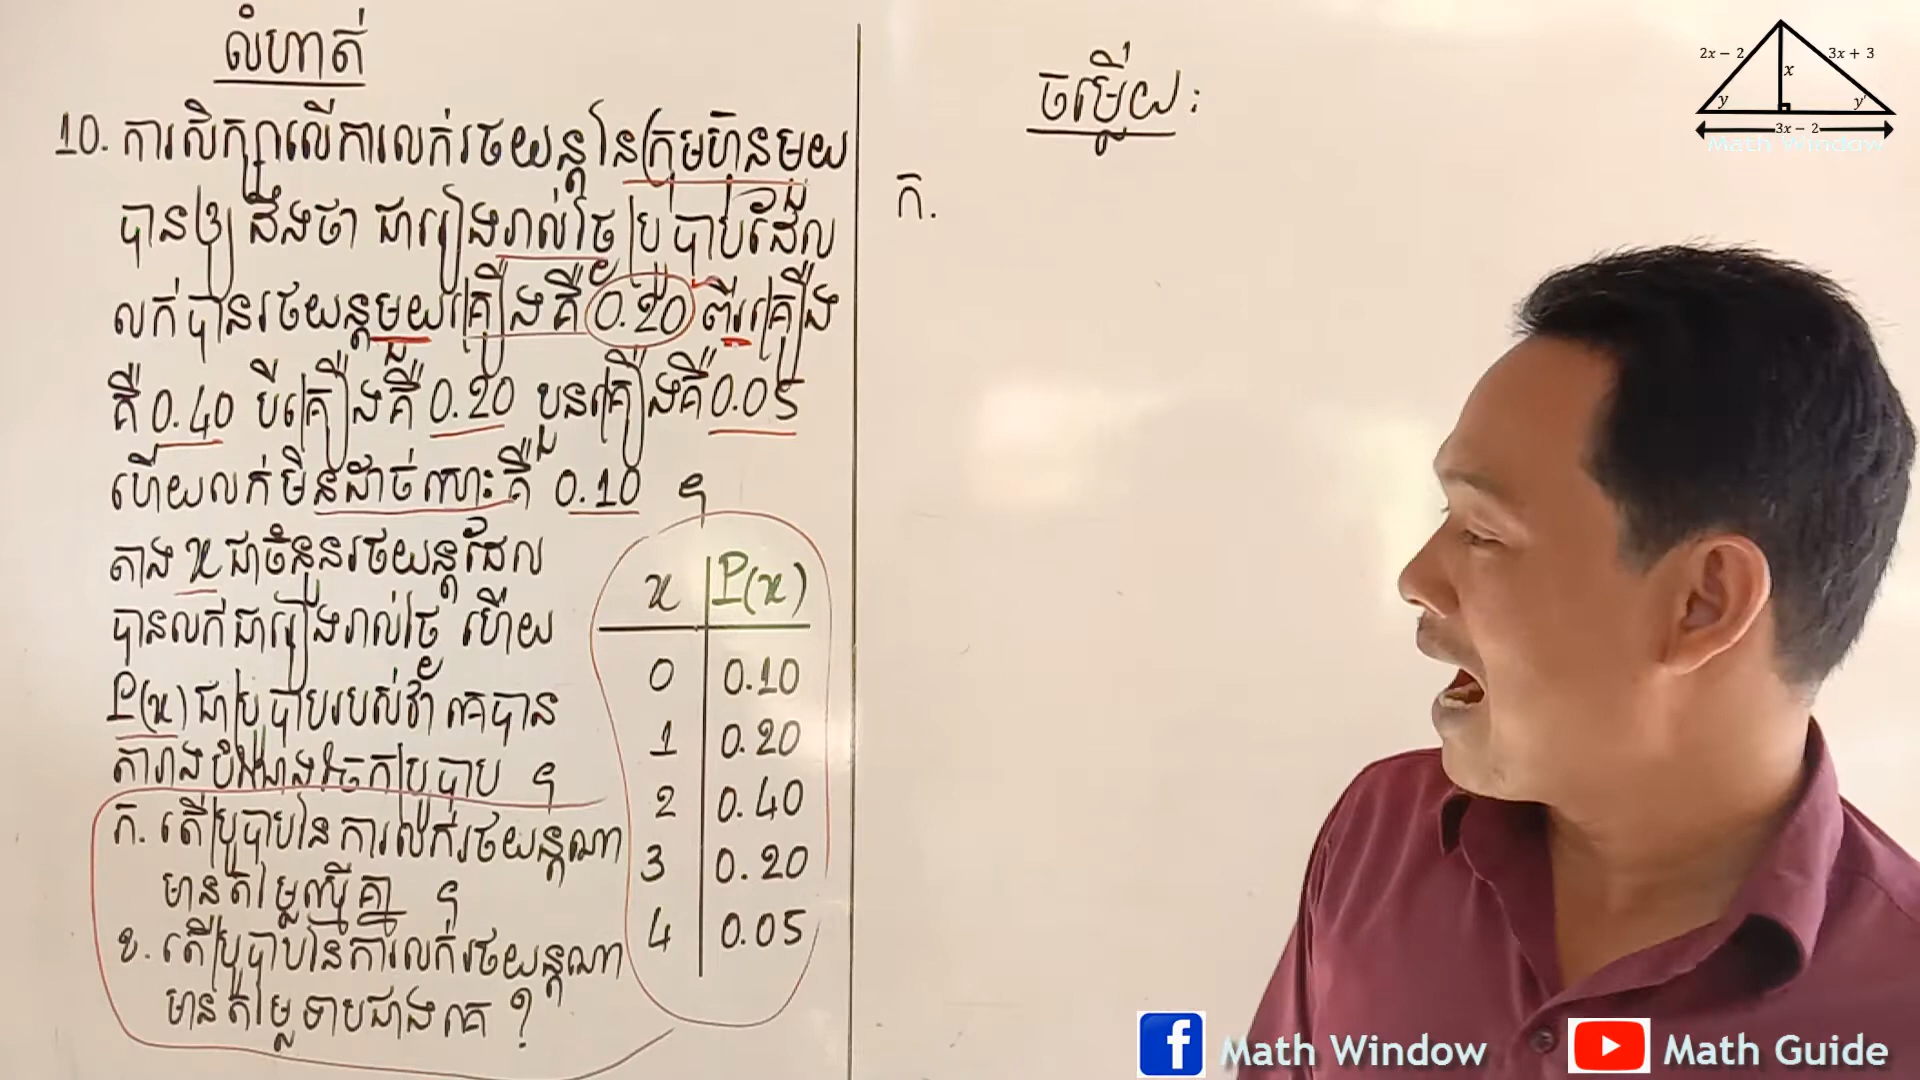 លំហាត់
10. ការសិក្សាលើការលក់រថយន្តនៃក្រុមហ៊ុនមួយ
បានឲ្យដឹងថា ជារៀងរាល់ថ្ងៃ ប្រូបាបដែល
លក់បានរថយន្តមួយគ្រឿងគឺ 0.20 ពីរគ្រឿង
គឺ 0.40 បីគ្រឿងគឺ 0.20 បួនគ្រឿងគឺ 0.05
ហើយលក់មិនដាច់សោះគឺ 0.10 ។
តាង x ជាចំនួនរថយន្តដែល
បានលក់ជារៀងរាល់ថ្ងៃ ហើយ
P(x) ជាប្រូបាបរបស់វា គេបាន
តារាងបំណែងចែកប្រូបាប ។
x P(x)
0 0.10
1 0.20
2 0.40
3 0.20
4 0.05
ក. តើប្រូបាបនៃការលក់រថយន្តណា
មានតម្លៃស្មើគ្នា ។
ខ. តើប្រូបាបនៃការលក់រថយន្តណា
មានតម្លៃទាបជាងគេ ?
ចម្លើយ :
ក.
2x − 2
3x + 3
x
y
y'
3x − 2
Math Window
Math Window
Math Guide